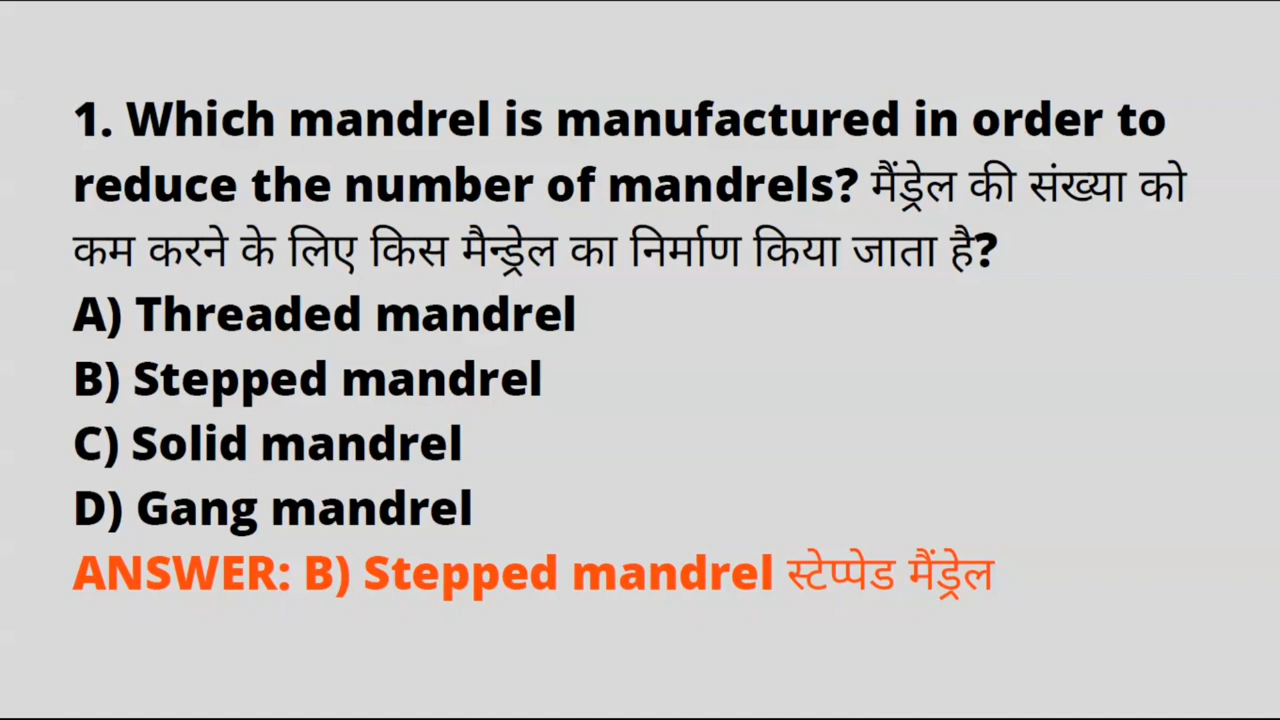 1. Which mandrel is manufactured in order to
reduce the number of mandrels? मैंड्रेल की संख्या को
कम करने के लिए किस मैन्ड्रेल का निर्माण किया जाता है?
A) Threaded mandrel
B) Stepped mandrel
C) Solid mandrel
D) Gang mandrel
ANSWER: B) Stepped mandrel स्टेप्पेड मैंड्रेल